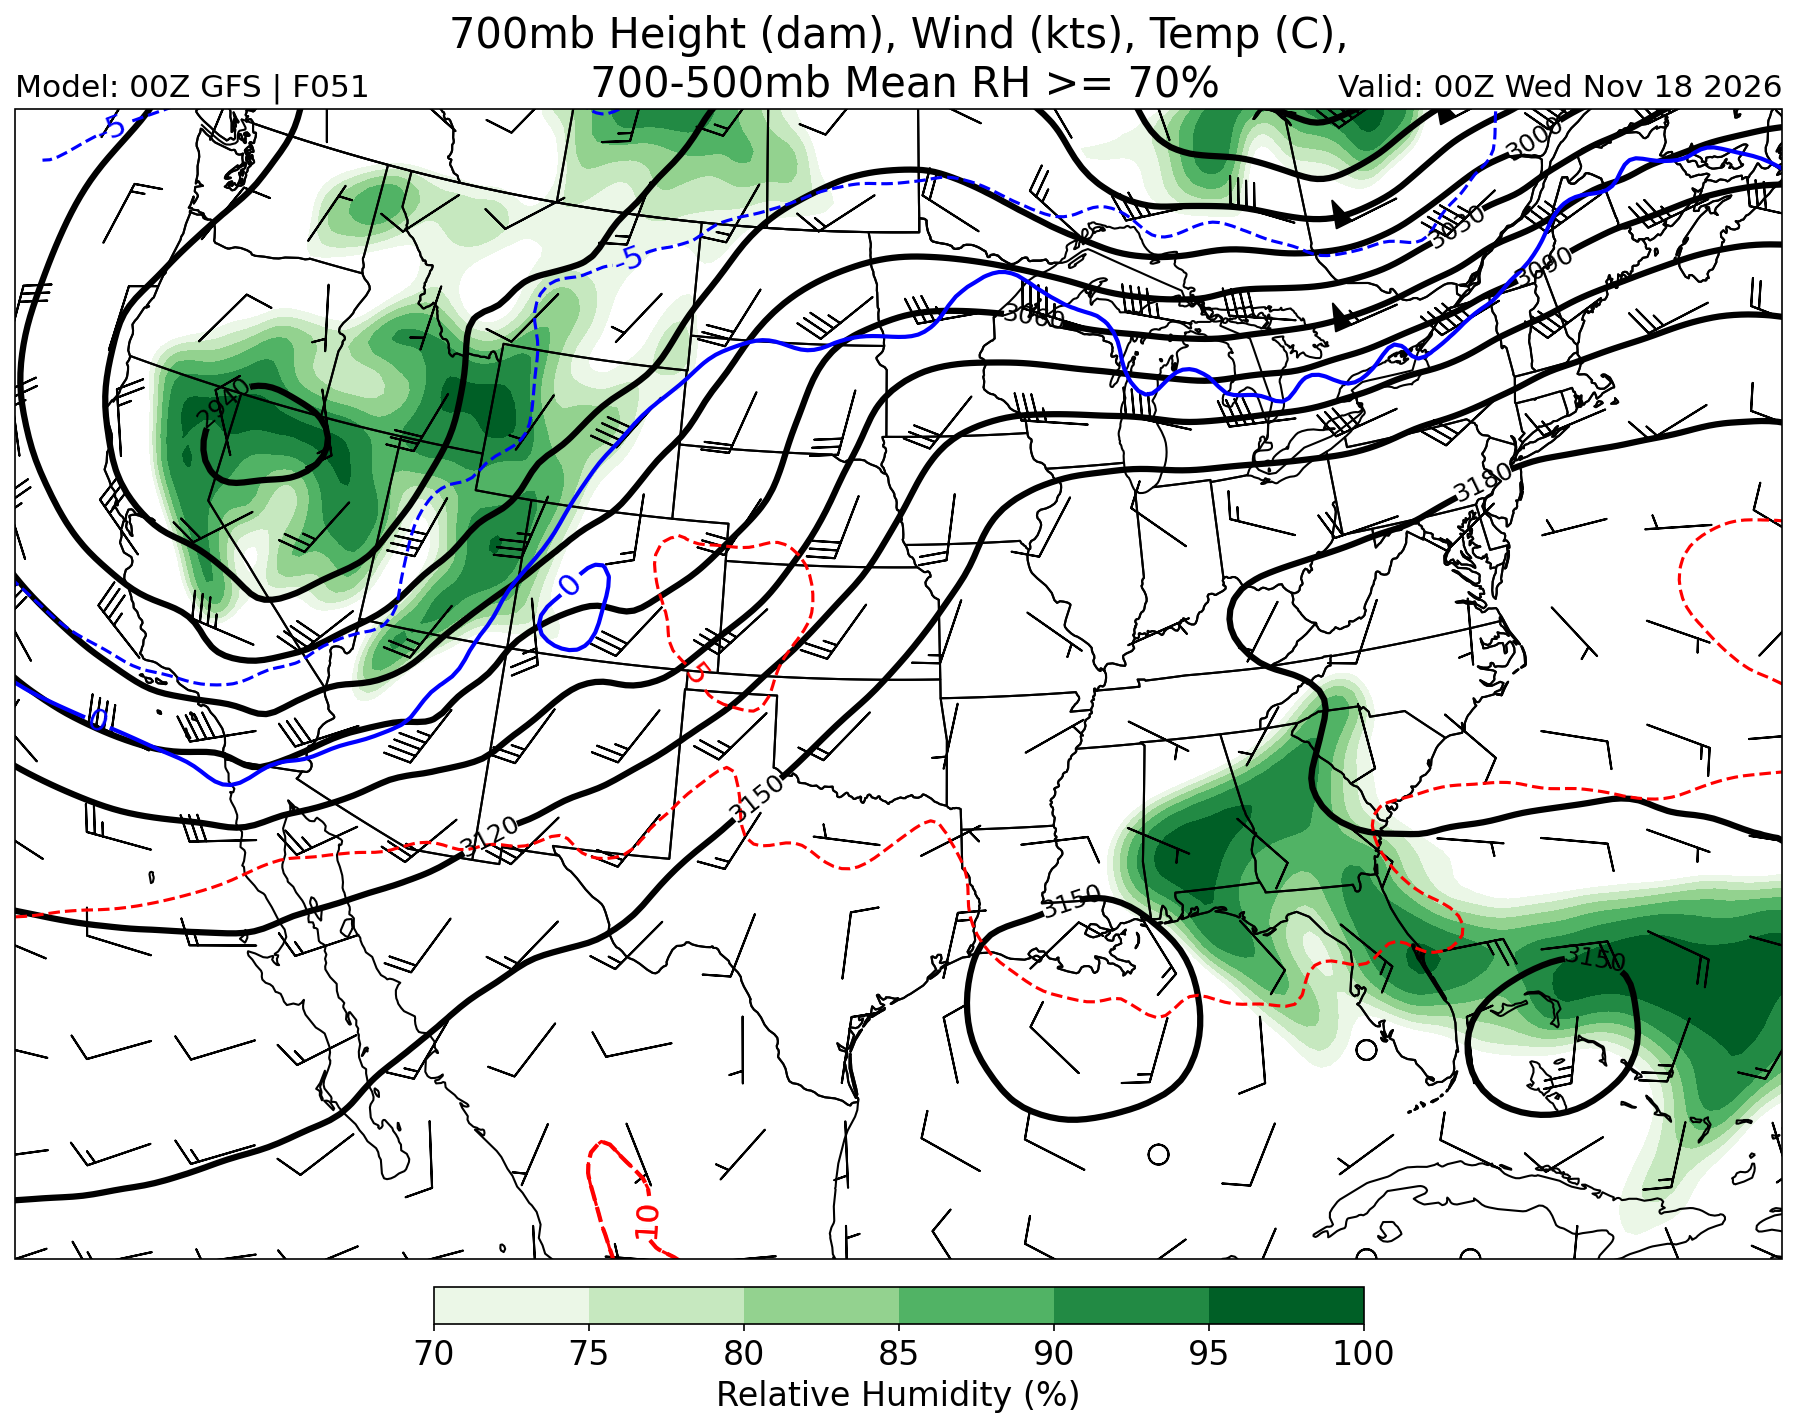 700mb Height (dam), Wind (kts), Temp (C),
700-500mb Mean RH >= 70%
Model: 00Z GFS | F051
Valid: 00Z Wed Nov 18 2026
-5
3000
3030
-5
3090
3060
2940
3180
0
5
0
3150
3120
3150
3150
10
70 75 80 85 90 95 100
Relative Humidity (%)